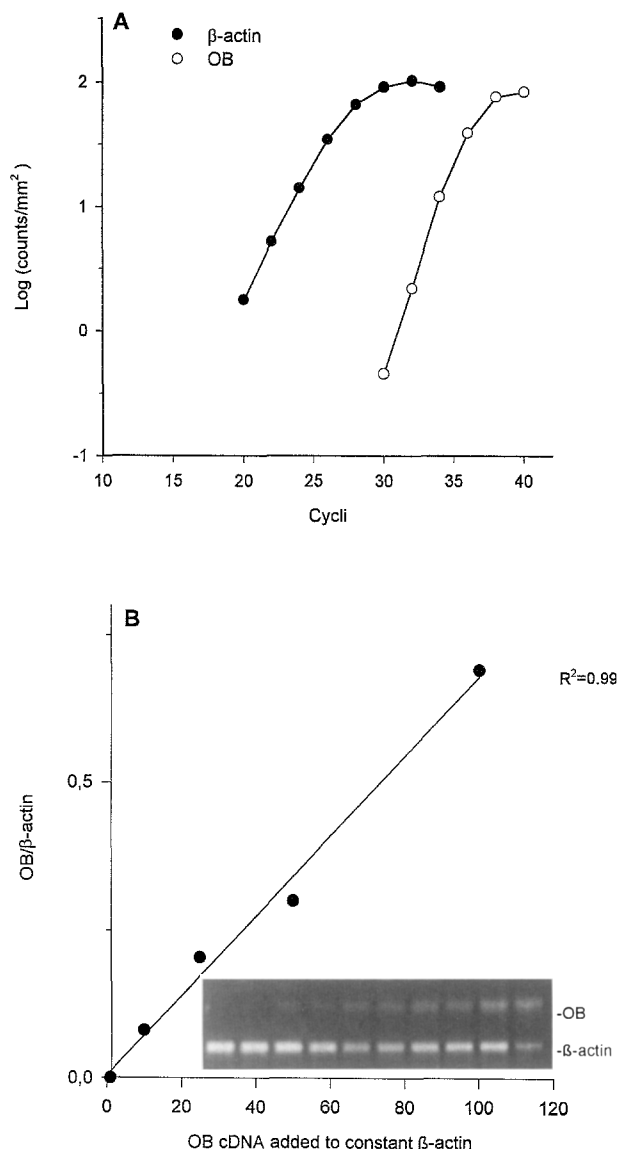 A
β-actin
OB
2
1
0
-1
Log (counts/mm²)
10 15 20 25 30 35 40
Cycli
B
R²=0.99
0,5
0,0
OB/β-actin
-OB
-ß-actin
0 20 40 60 80 100 120
OB cDNA added to constant ß-actin